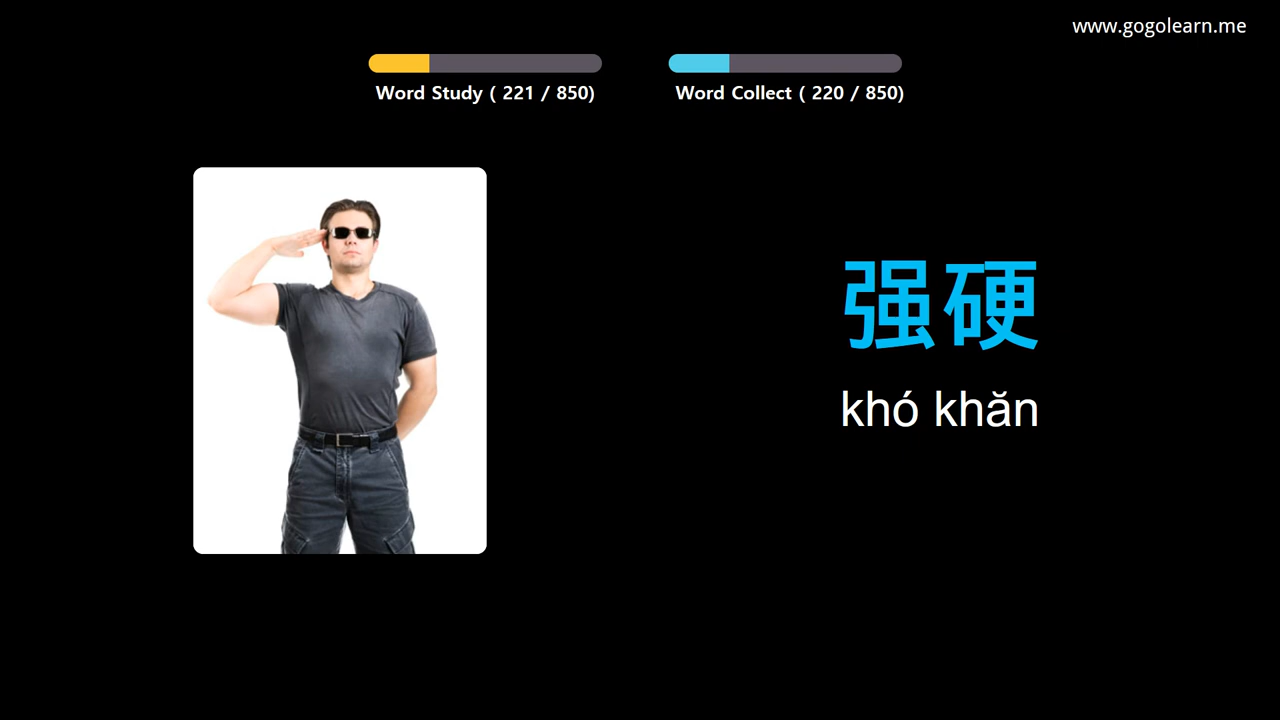 www.gogolearn.me
Word Study ( 221 / 850)
Word Collect ( 220 / 850)
强硬
khó khăn